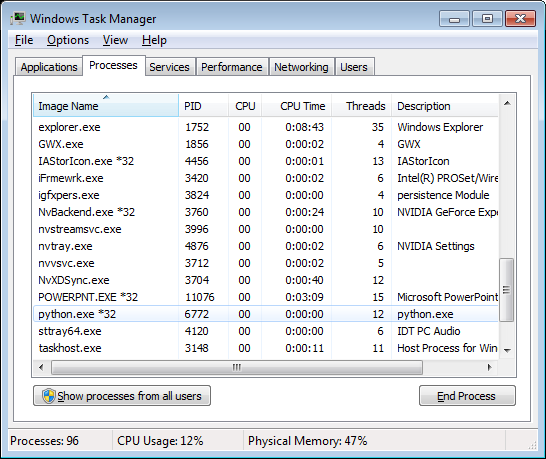 Windows Task Manager
File Options View Help
Applications Processes Services Performance Networking Users
Image Name PID CPU CPU Time Threads Description
explorer.exe 1752 00 0:08:43 35 Windows Explorer
GWX.exe 1856 00 0:00:02 4 GWX
IAStorIcon.exe *32 4456 00 0:00:01 13 IAStorIcon
iFrmewrk.exe 3420 00 0:00:02 6 Intel(R) PROSet/Wire
igfxpers.exe 3824 00 0:00:00 4 persistence Module
NvBackend.exe *32 3760 00 0:00:24 10 NVIDIA GeForce Expe
nvstreamsvc.exe 3996 00 0:00:00 10
nvtray.exe 4876 00 0:00:02 6 NVIDIA Settings
nvvsvc.exe 3712 00 0:00:02 5
NvXDSync.exe 3704 00 0:00:40 12
POWERPNT.EXE *32 11076 00 0:03:09 15 Microsoft PowerPoint
python.exe *32 6772 00 0:00:00 12 python.exe
sttray64.exe 4120 00 0:00:00 6 IDT PC Audio
taskhost.exe 3148 00 0:00:11 11 Host Process for Win
Show processes from all users End Process
Processes: 96 CPU Usage: 12% Physical Memory: 47%